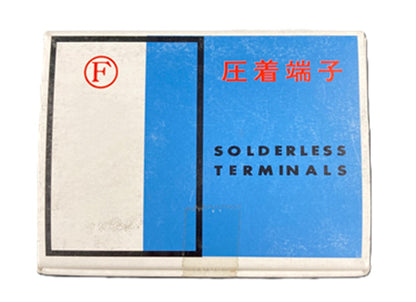 F
圧着端子
SOLDERLESS
TERMINALS